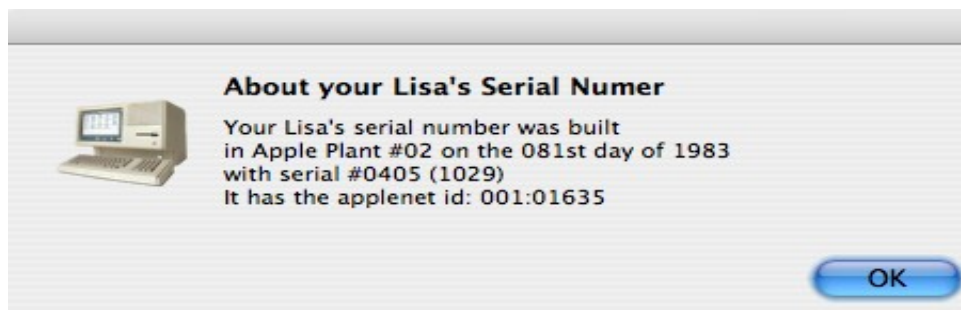 About your Lisa's Serial Numer
Your Lisa's serial number was built
in Apple Plant #02 on the 081st day of 1983
with serial #0405 (1029)
It has the applenet id: 001:01635
OK